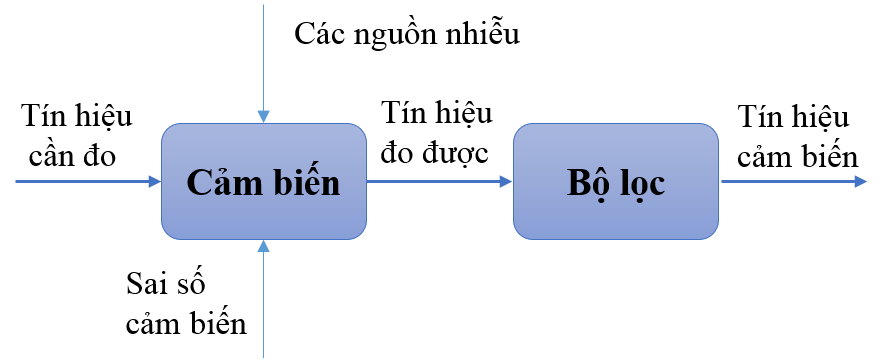 Các nguồn nhiễu
Tín hiệu
cần đo
Cảm biến
Tín hiệu
đo được
Bộ lọc
Tín hiệu
cảm biến
Sai số
cảm biến